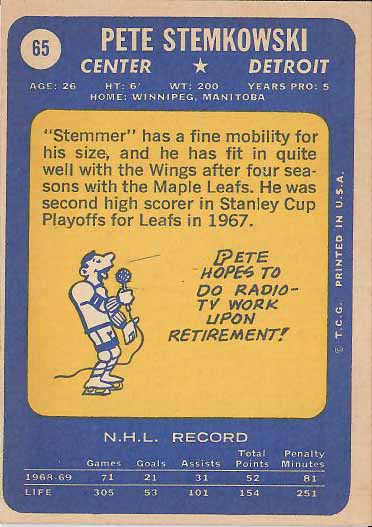 65
PETE STEMKOWSKI
CENTER ★ DETROIT
AGE: 26 HT: 6' WT: 200 YEARS PRO: 5
HOME: WINNIPEG, MANITOBA
"Stemmer" has a fine mobility for
his size, and he has fit in quite
well with the Wings after four sea-
sons with the Maple Leafs. He was
second high scorer in Stanley Cup
Playoffs for Leafs in 1967.
PETE
HOPES TO
DO RADIO-
TV WORK
UPON
RETIREMENT!
© T.C.G. PRINTED IN U.S.A.
N.H.L. RECORD
Games Goals Assists Total Points Penalty Minutes
1968-69 71 21 31 52 81
LIFE 305 53 101 154 251